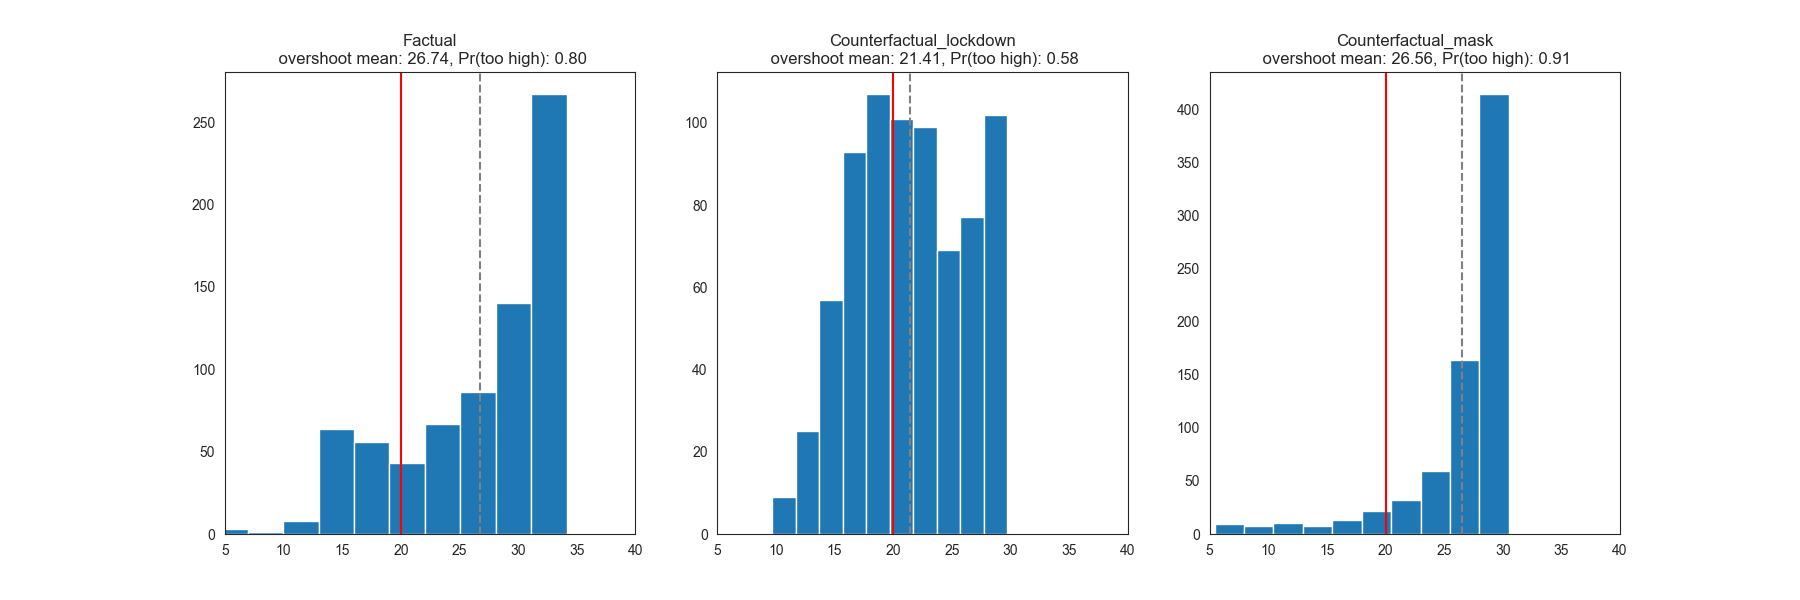 Factual
overshoot mean: 26.74, Pr(too high): 0.80
250
200
150
100
50
0
5 10 15 20 25 30 35 40
Counterfactual_lockdown
overshoot mean: 21.41, Pr(too high): 0.58
100
80
60
40
20
0
5 10 15 20 25 30 35 40
Counterfactual_mask
overshoot mean: 26.56, Pr(too high): 0.91
400
350
300
250
200
150
100
50
0
5 10 15 20 25 30 35 40